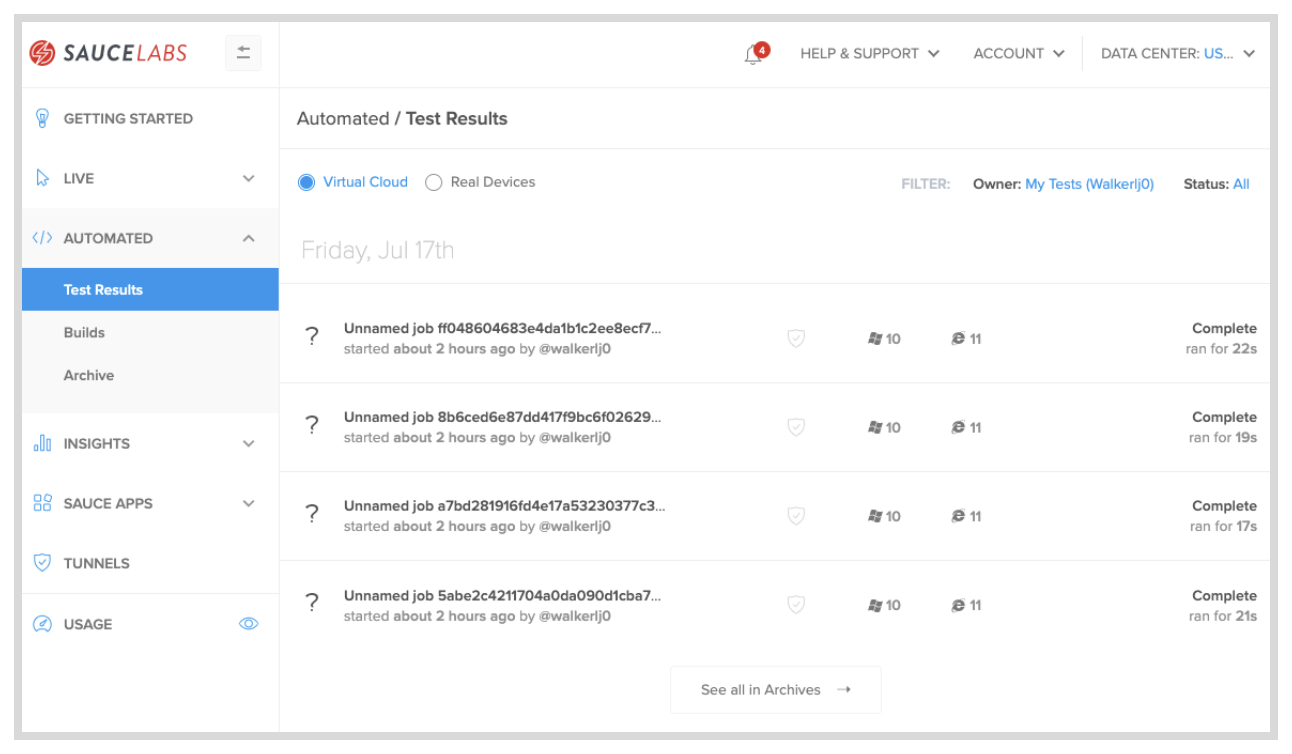 SAUCELABS
4
HELP & SUPPORT
ACCOUNT
DATA CENTER: US...
GETTING STARTED
LIVE
AUTOMATED
Test Results
Builds
Archive
INSIGHTS
SAUCE APPS
TUNNELS
USAGE
Automated / Test Results
Virtual Cloud
Real Devices
FILTER:
Owner: My Tests (Walkerlj0)
Status: All
Friday, Jul 17th
? Unnamed job ff048604683e4da1b1c2ee8ecf7...
started about 2 hours ago by @walkerlj0
10
11
Complete
ran for 22s
? Unnamed job 8b6ced6e87dd417f9bc6f02629...
started about 2 hours ago by @walkerlj0
10
11
Complete
ran for 19s
? Unnamed job a7bd281916fd4e17a53230377c3...
started about 2 hours ago by @walkerlj0
10
11
Complete
ran for 17s
? Unnamed job 5abe2c4211704a0da090d1cba7...
started about 2 hours ago by @walkerlj0
10
11
Complete
ran for 21s
See all in Archives →